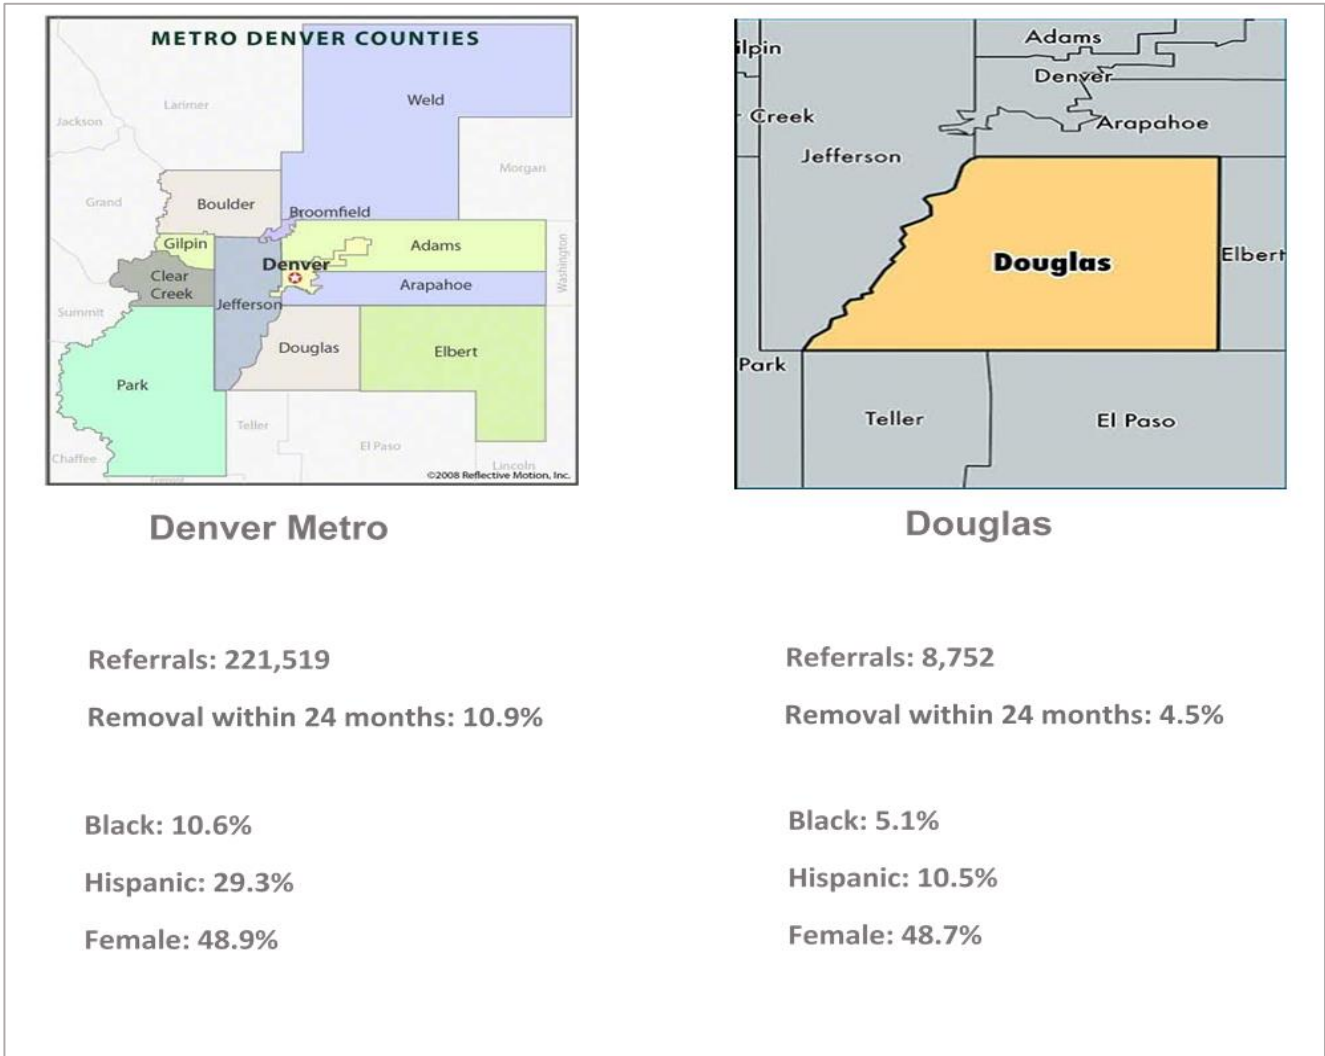 METRO DENVER COUNTIES
Weld
Larimer
Jackson
Morgan
Grand
Boulder
Broomfield
Gilpin
Adams
Denver
Washington
Clear
Creek
Arapahoe
Jefferson
Summit
Douglas
Elbert
Park
Teller
El Paso
Chaffee
Lincoln
Fremont
©2008 Reflective Motion, Inc.
ilpin
Adams
Denver
r Creek
Arapahoe
Jefferson
Douglas
Elbert
Park
Teller
El Paso
Denver Metro
Referrals: 221,519
Removal within 24 months: 10.9%
Black: 10.6%
Hispanic: 29.3%
Female: 48.9%
Douglas
Referrals: 8,752
Removal within 24 months: 4.5%
Black: 5.1%
Hispanic: 10.5%
Female: 48.7%